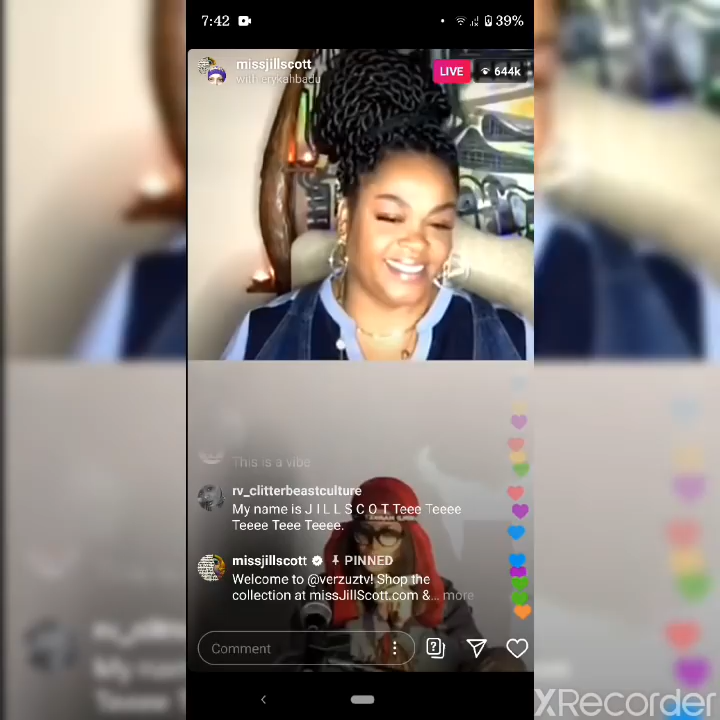 7:42
39%
missjillscott
with erykahbadu
LIVE
644k
This is a vibe
rv_clitterbeastculture
My name is J I L L S C O T Teee Teeee
Teeee Teee Teeee.
missjillscott PINNED
Welcome to @verzuztv! Shop the
collection at missJillScott.com &... more
Comment
XRecorder